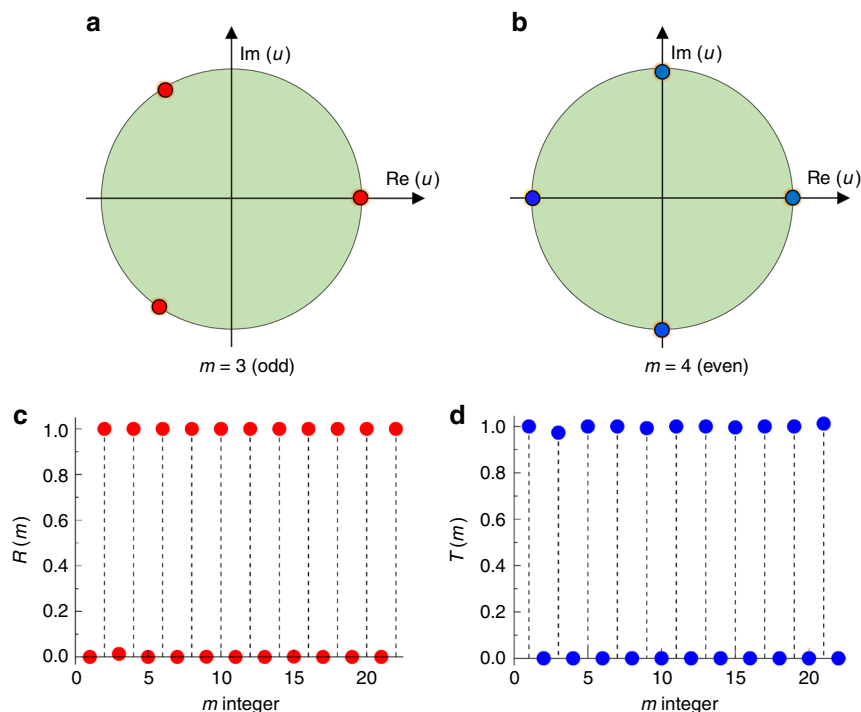 a
Im (u)
Re (u)
m = 3 (odd)
b
Im (u)
Re (u)
m = 4 (even)
c
R (m)
1.0
0.8
0.6
0.4
0.2
0.0
0 5 10 15 20
m integer
d
T (m)
1.0
0.8
0.6
0.4
0.2
0.0
0 5 10 15 20
m integer